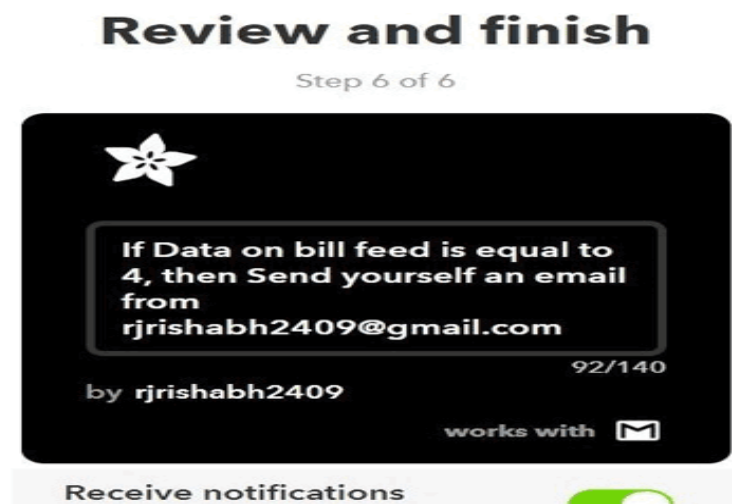 Review and finish
Step 6 of 6
If Data on bill feed is equal to
4, then Send yourself an email
from
rjrishabh2409@gmail.com
92/140
by rjrishabh2409
works with
Receive notifications